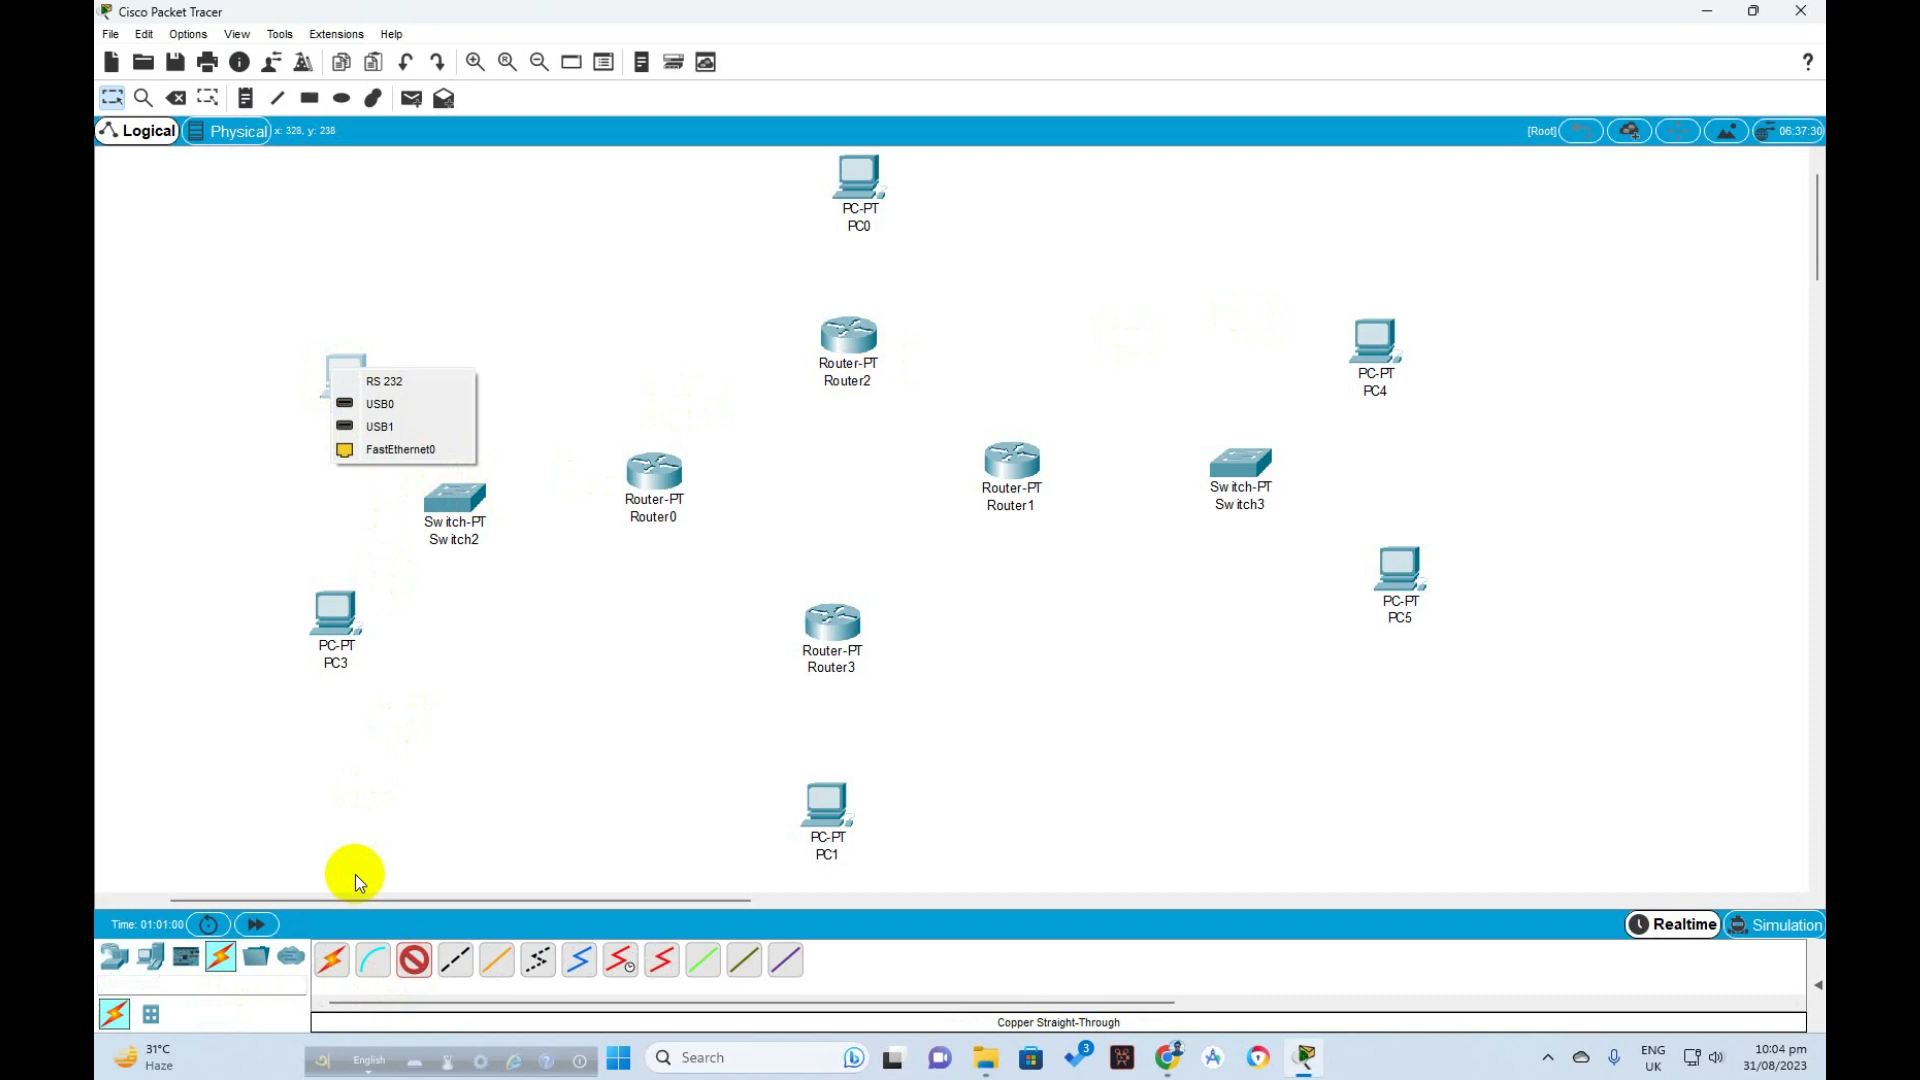 Cisco Packet Tracer
File Edit Options View Tools Extensions Help
?
Logical Physical x: 328, y: 238 [Root] 06:37:30
PC-PT
PC0
Router-PT
Router2
PC-PT
PC4
RS 232
USB0
USB1
FastEthernet0
Switch-PT
Switch2
Router-PT
Router0
Router-PT
Router1
Switch-PT
Switch3
PC-PT
PC5
PC-PT
PC3
Router-PT
Router3
PC-PT
PC1
Time: 01:01:00 Realtime Simulation
Copper Straight-Through
31°C
Haze
English
Search
3
ENG
UK
10:04 pm
31/08/2023